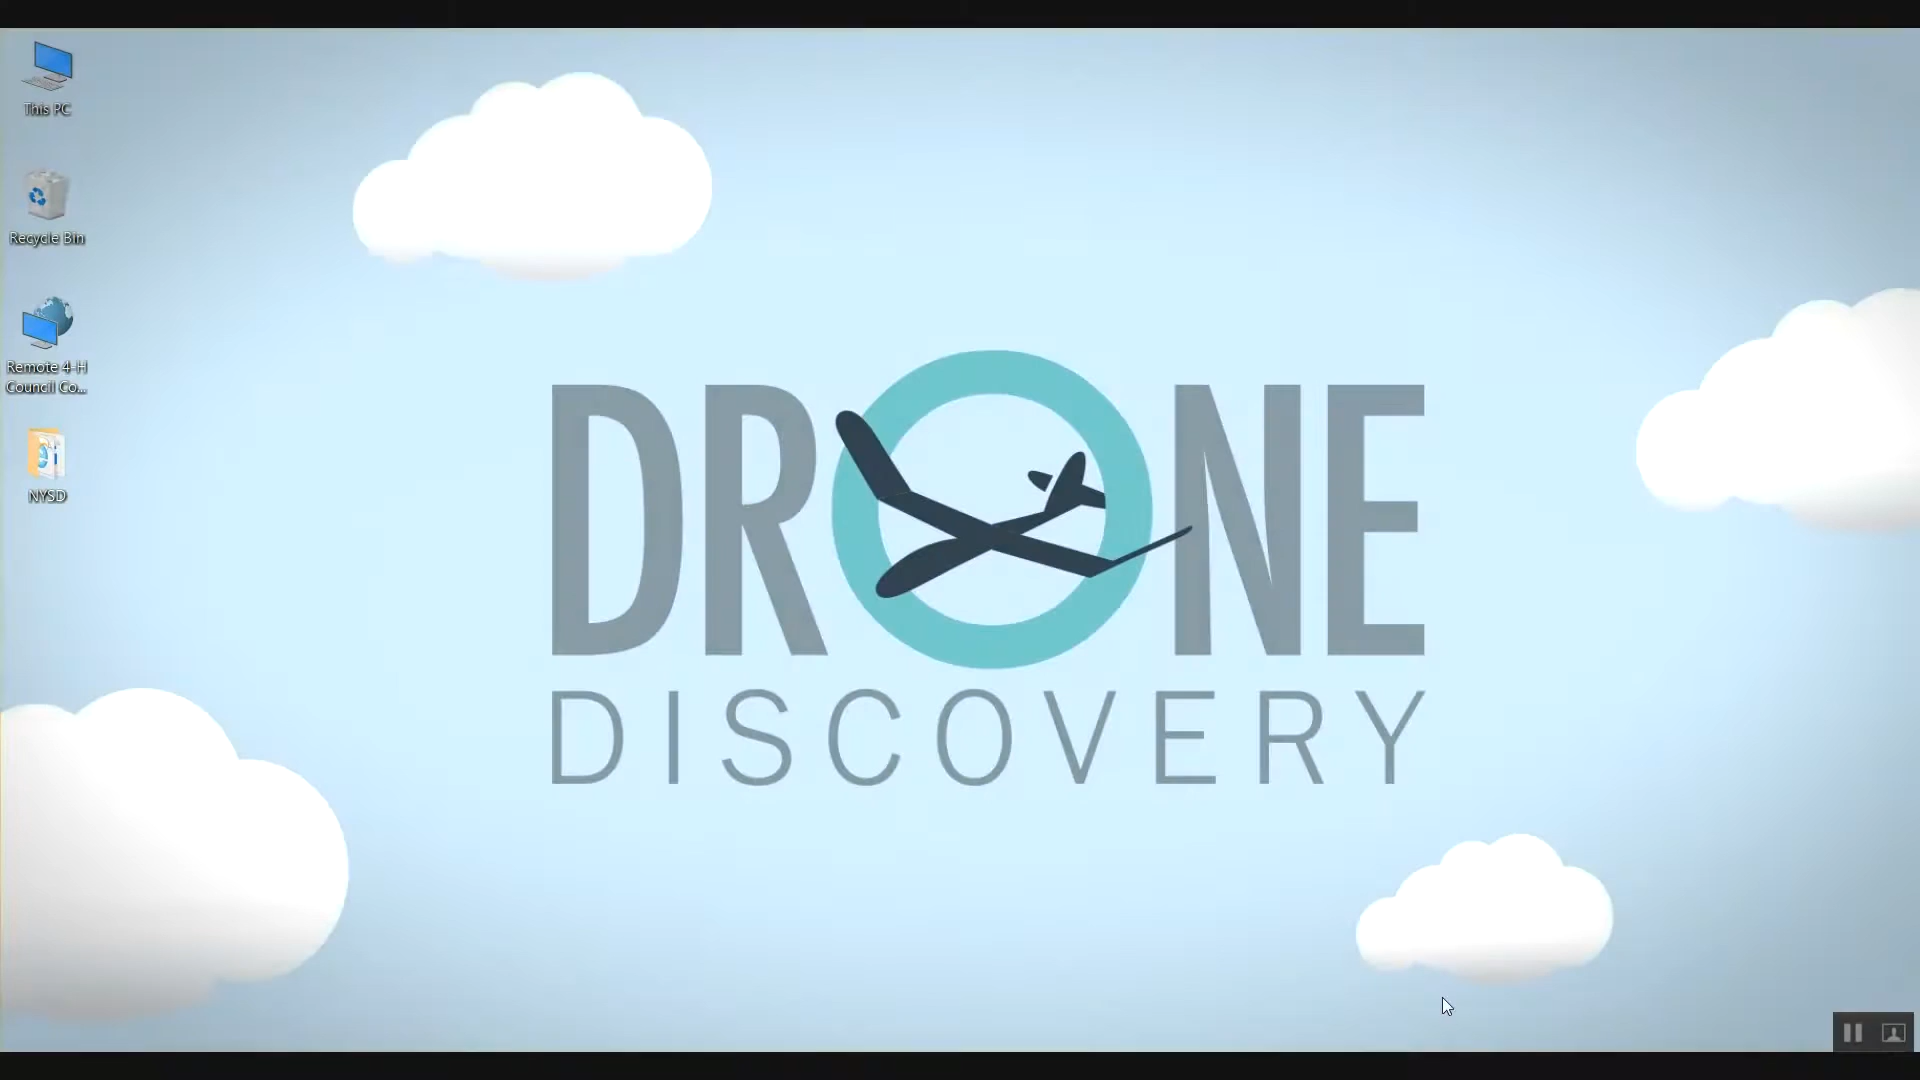 This PC
Recycle Bin
Remote 4-H
Council Co...
NYSD
DRONE
DISCOVERY